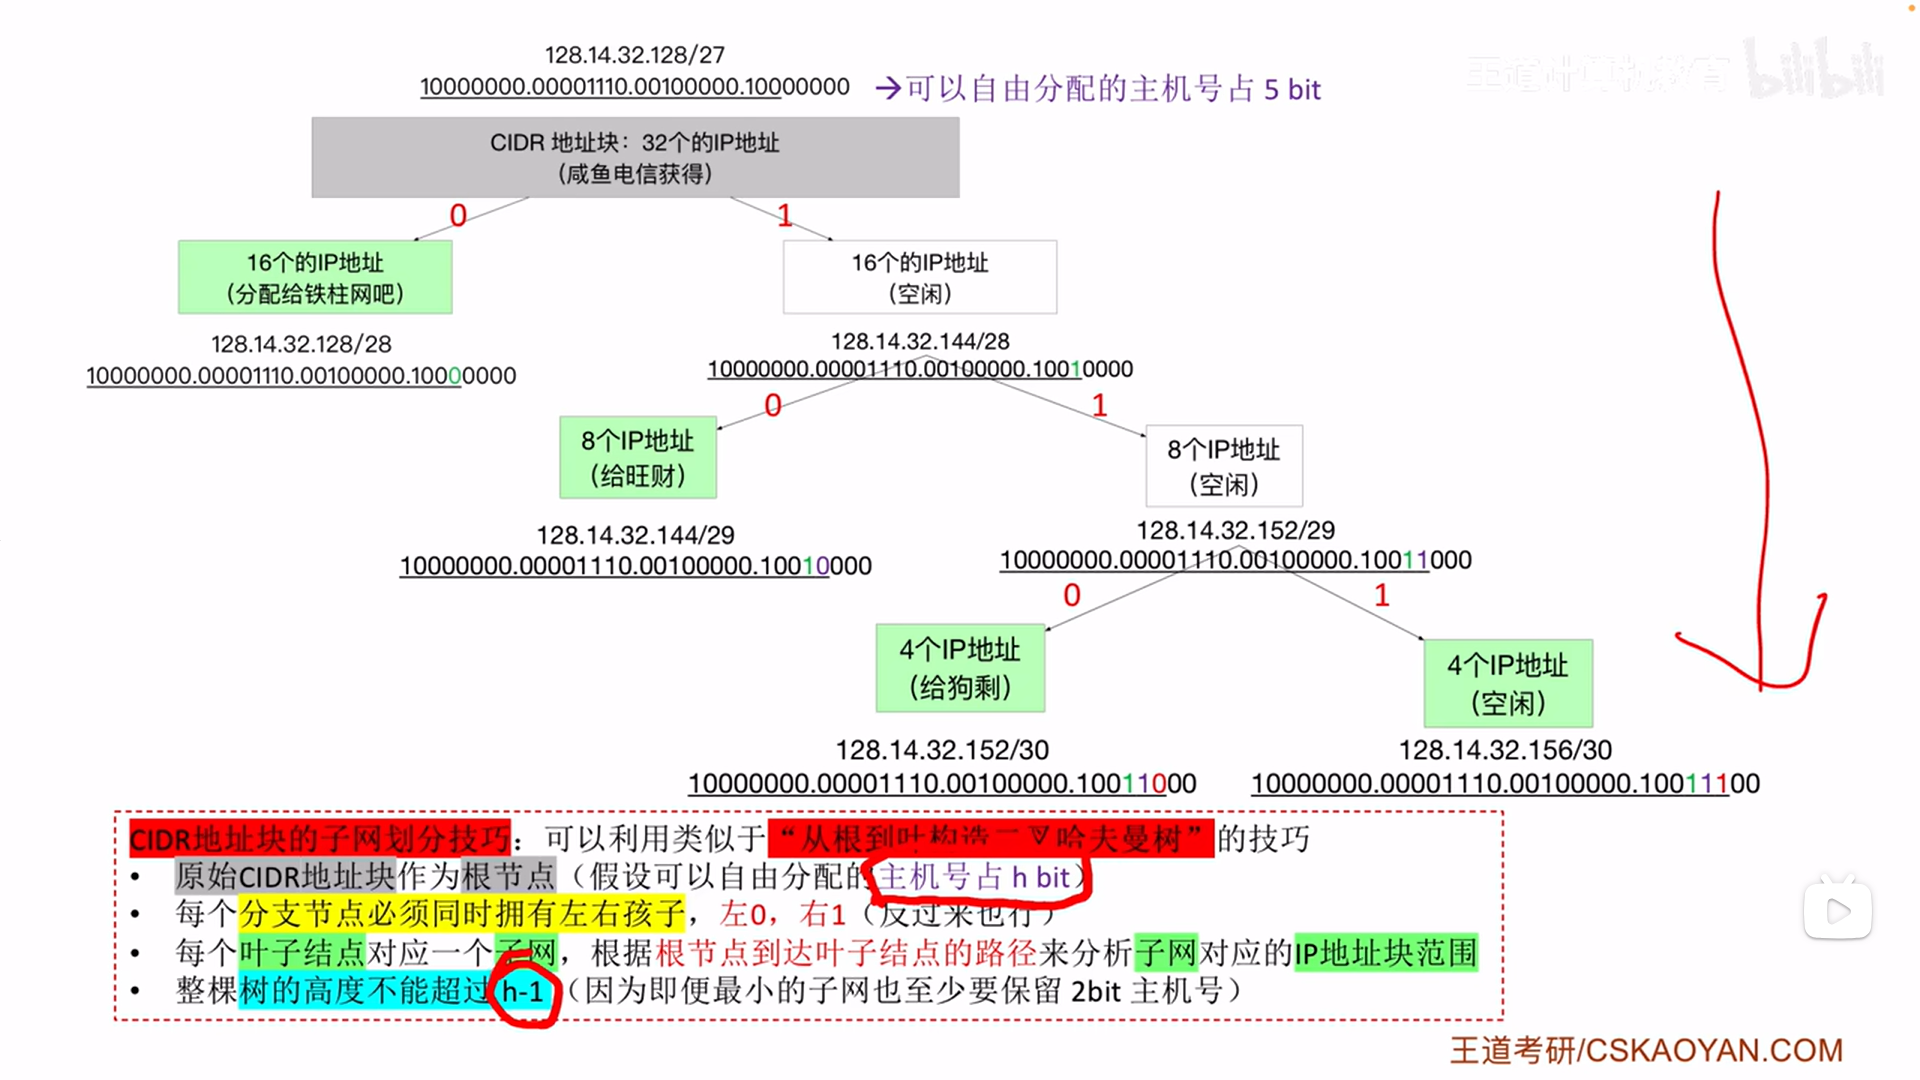 128.14.32.128/27
10000000.00001110.00100000.10000000
→可以自由分配的主机号占 5 bit
bilibili
CIDR 地址块：32个的IP地址
（咸鱼电信获得）
0
1
16个的IP地址
（分配给铁柱网吧）
16个的IP地址
（空闲）
128.14.32.128/28
10000000.00001110.00100000.10000000
128.14.32.144/28
10000000.00001110.00100000.10010000
0
1
8个IP地址
（给旺财）
8个IP地址
（空闲）
128.14.32.144/29
10000000.00001110.00100000.10010000
128.14.32.152/29
10000000.00001110.00100000.10011000
0
1
4个IP地址
（给狗剩）
4个IP地址
（空闲）
128.14.32.152/30
10000000.00001110.00100000.10011000
128.14.32.156/30
10000000.00001110.00100000.10011100
CIDR地址块的子网划分技巧：可以利用类似于“从根到叶构造二叉哈夫曼树”的技巧
• 原始CIDR地址块作为根节点（假设可以自由分配的主机号占 h bit）
• 每个分支节点必须同时拥有左右孩子，左0，右1（反过来也行）
• 每个叶子结点对应一个子网，根据根节点到达叶子结点的路径来分析子网对应的IP地址块范围
• 整棵树的高度不能超过 h-1（因为即便最小的子网也至少要保留 2bit 主机号）
王道考研/CSKAOYAN.COM